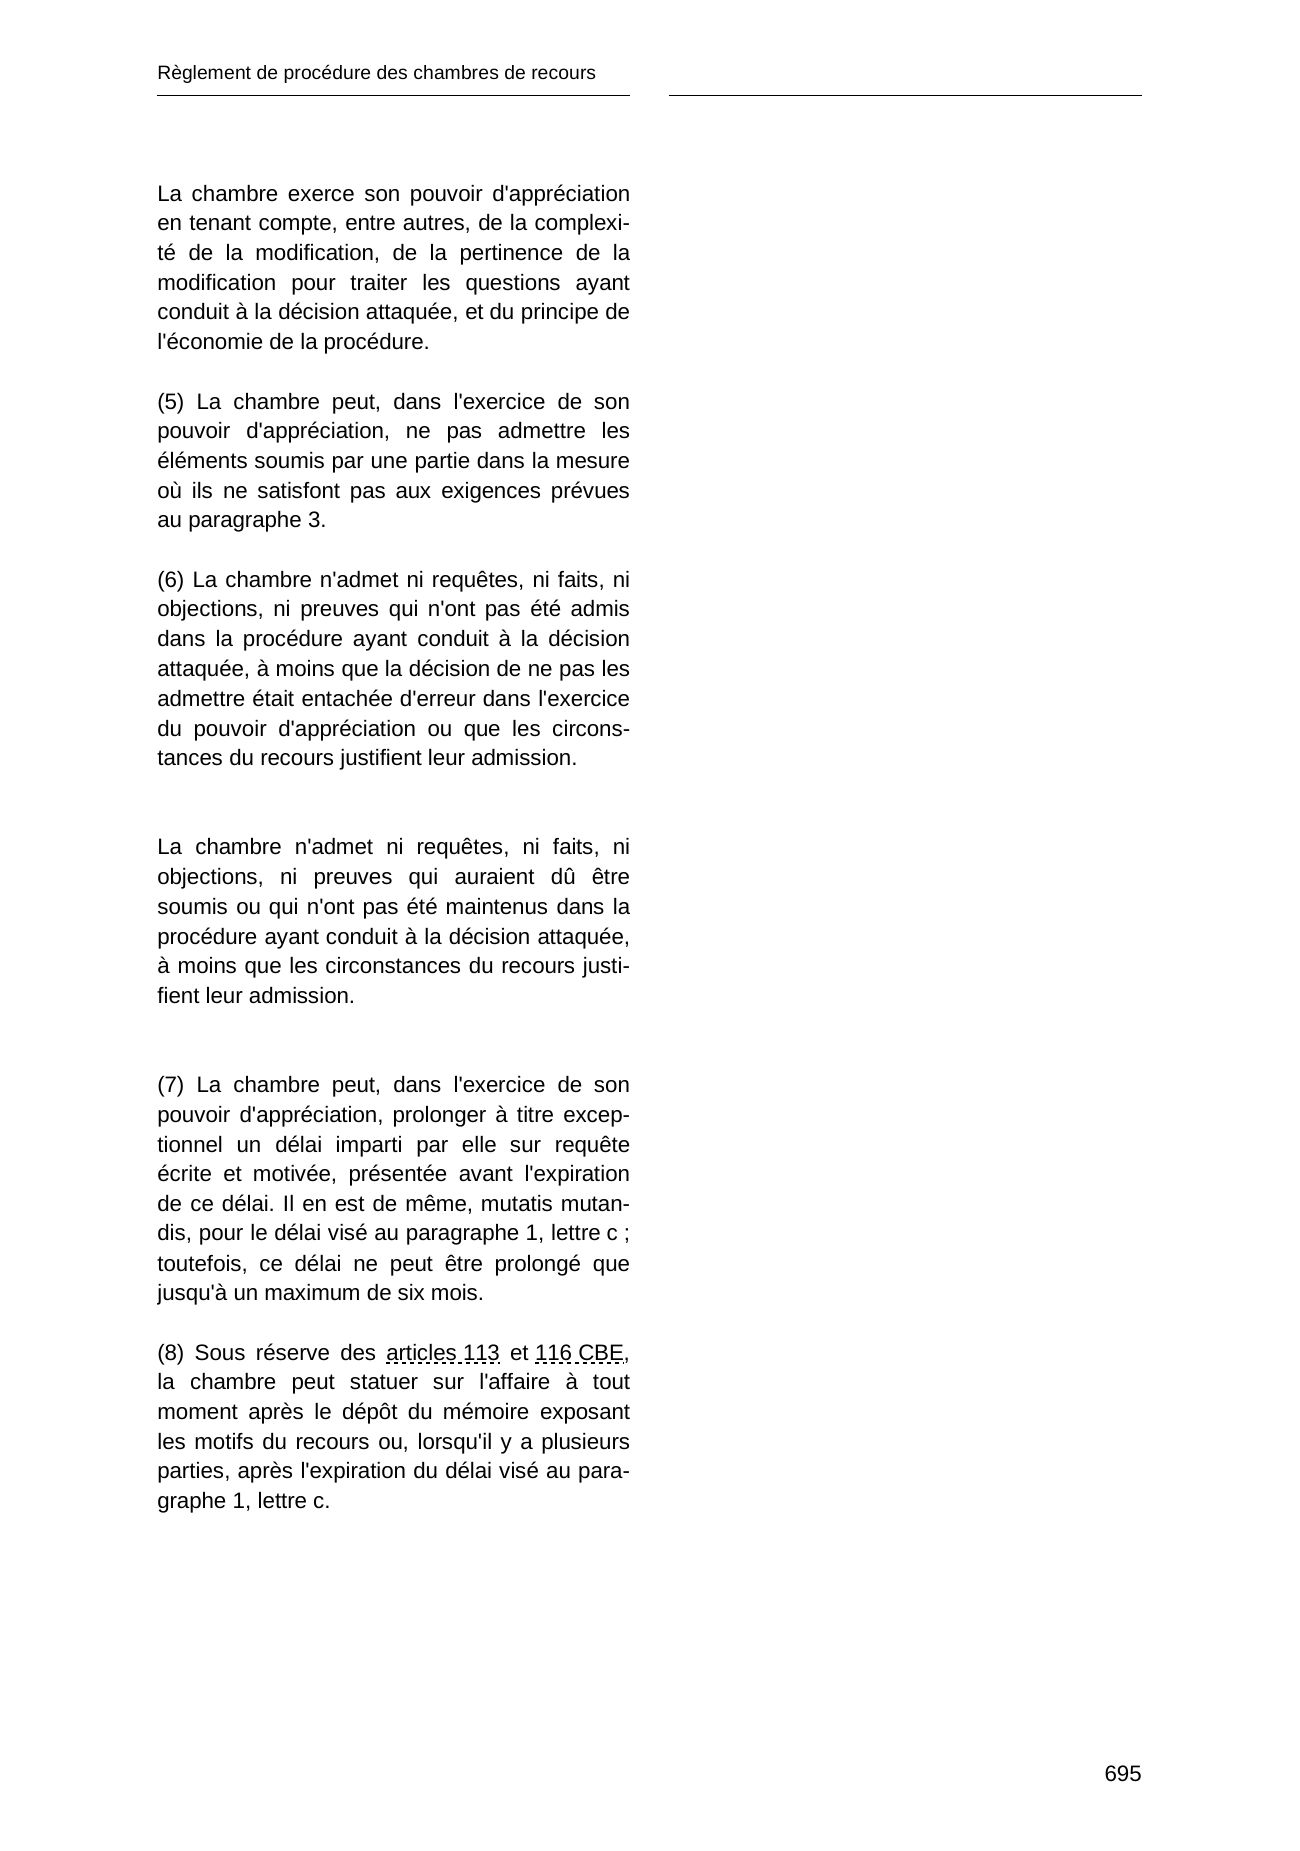 Règlement de procédure des chambres de recours
La chambre exerce son pouvoir d'appréciation
en tenant compte, entre autres, de la complexi-
té de la modification, de la pertinence de la
modification pour traiter les questions ayant
conduit à la décision attaquée, et du principe de
l'économie de la procédure.
(5) La chambre peut, dans l'exercice de son
pouvoir d'appréciation, ne pas admettre les
éléments soumis par une partie dans la mesure
où ils ne satisfont pas aux exigences prévues
au paragraphe 3.
(6) La chambre n'admet ni requêtes, ni faits, ni
objections, ni preuves qui n'ont pas été admis
dans la procédure ayant conduit à la décision
attaquée, à moins que la décision de ne pas les
admettre était entachée d'erreur dans l'exercice
du pouvoir d'appréciation ou que les circons-
tances du recours justifient leur admission.
La chambre n'admet ni requêtes, ni faits, ni
objections, ni preuves qui auraient dû être
soumis ou qui n'ont pas été maintenus dans la
procédure ayant conduit à la décision attaquée,
à moins que les circonstances du recours justi-
fient leur admission.
(7) La chambre peut, dans l'exercice de son
pouvoir d'appréciation, prolonger à titre excep-
tionnel un délai imparti par elle sur requête
écrite et motivée, présentée avant l'expiration
de ce délai. Il en est de même, mutatis mutan-
dis, pour le délai visé au paragraphe 1, lettre c ;
toutefois, ce délai ne peut être prolongé que
jusqu'à un maximum de six mois.
(8) Sous réserve des articles 113 et 116 CBE,
la chambre peut statuer sur l'affaire à tout
moment après le dépôt du mémoire exposant
les motifs du recours ou, lorsqu'il y a plusieurs
parties, après l'expiration du délai visé au para-
graphe 1, lettre c.
695